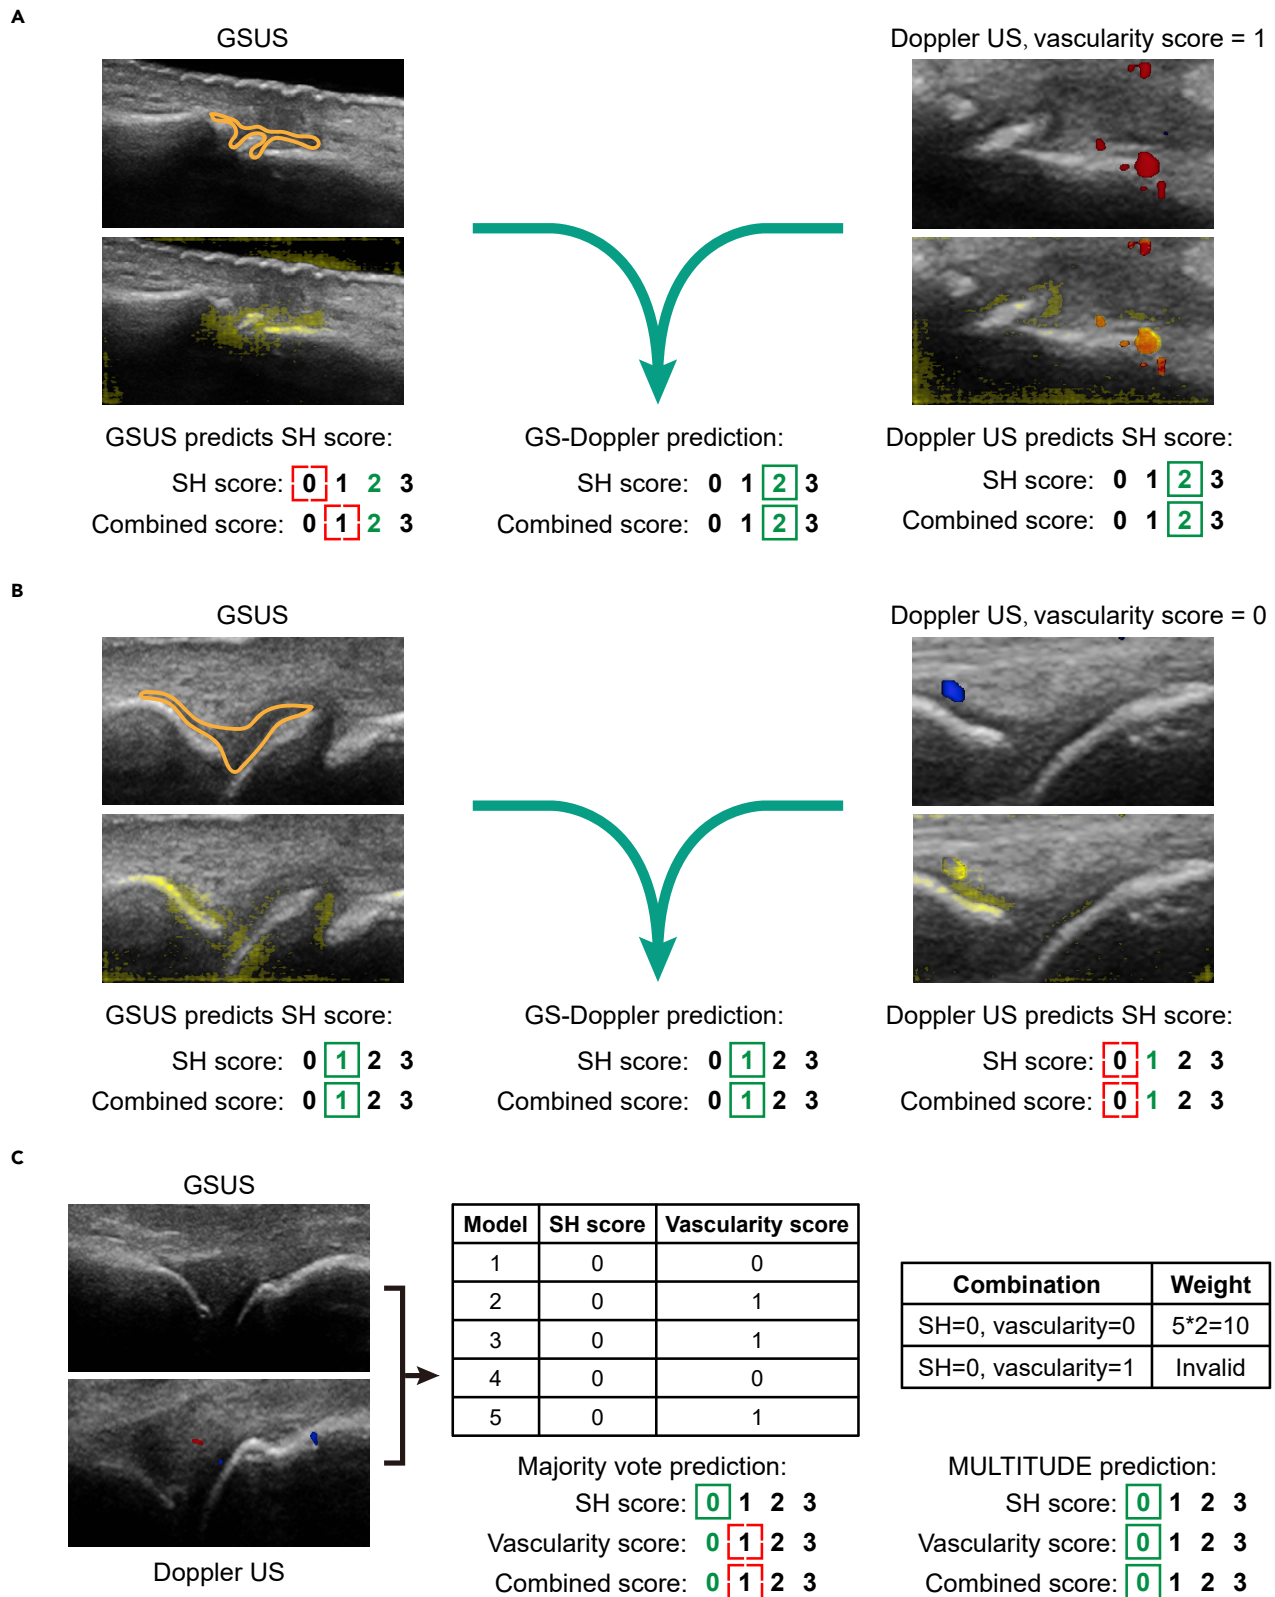 A
GSUS
Doppler US, vascularity score = 1
GSUS predicts SH score:
SH score: 0 1 2 3
Combined score: 0 1 2 3
GS-Doppler prediction:
SH score: 0 1 2 3
Combined score: 0 1 2 3
Doppler US predicts SH score:
SH score: 0 1 2 3
Combined score: 0 1 2 3
B
GSUS
Doppler US, vascularity score = 0
GSUS predicts SH score:
SH score: 0 1 2 3
Combined score: 0 1 2 3
GS-Doppler prediction:
SH score: 0 1 2 3
Combined score: 0 1 2 3
Doppler US predicts SH score:
SH score: 0 1 2 3
Combined score: 0 1 2 3
C
GSUS
Doppler US
Model SH score Vascularity score
1 0 0
2 0 1
3 0 1
4 0 0
5 0 1
Majority vote prediction:
SH score: 0 1 2 3
Vascularity score: 0 1 2 3
Combined score: 0 1 2 3
Combination Weight
SH=0, vascularity=0 5*2=10
SH=0, vascularity=1 Invalid
MULTITUDE prediction:
SH score: 0 1 2 3
Vascularity score: 0 1 2 3
Combined score: 0 1 2 3